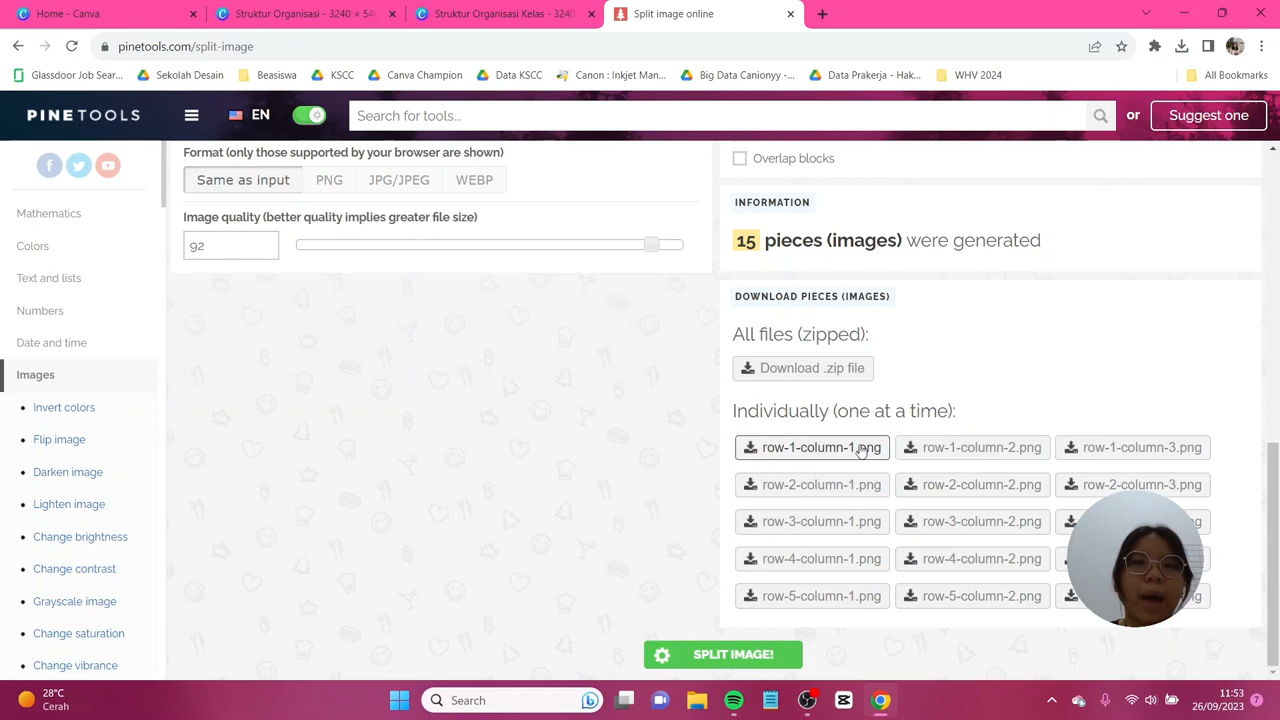 Home - Canva
Struktur Organisasi - 3240 × 540
Struktur Organisasi Kelas - 3240
Split image online
pinetools.com/split-image
Glassdoor Job Sear...
Sekolah Desain
Beasiswa
KSCC
Canva Champion
Data KSCC
Canon : Inkjet Man...
Big Data Canionyy -...
Data Prakerja - Hak...
WHV 2024
All Bookmarks
PINETOOLS
EN
Search for tools...
or
Suggest one
Mathematics
Colors
Text and lists
Numbers
Date and time
Images
Invert colors
Flip image
Darken image
Lighten image
Change brightness
Change contrast
Grayscale image
Change saturation
Change vibrance
Format (only those supported by your browser are shown)
Same as input
PNG
JPG/JPEG
WEBP
Image quality (better quality implies greater file size)
92
Overlap blocks
INFORMATION
15 pieces (images) were generated
DOWNLOAD PIECES (IMAGES)
All files (zipped):
Download .zip file
Individually (one at a time):
row-1-column-1.png
row-1-column-2.png
row-1-column-3.png
row-2-column-1.png
row-2-column-2.png
row-2-column-3.png
row-3-column-1.png
row-3-column-2.png
row-4-column-1.png
row-4-column-2.png
row-5-column-1.png
row-5-column-2.png
SPLIT IMAGE!
28°C
Cerah
Search
11:53
26/09/2023